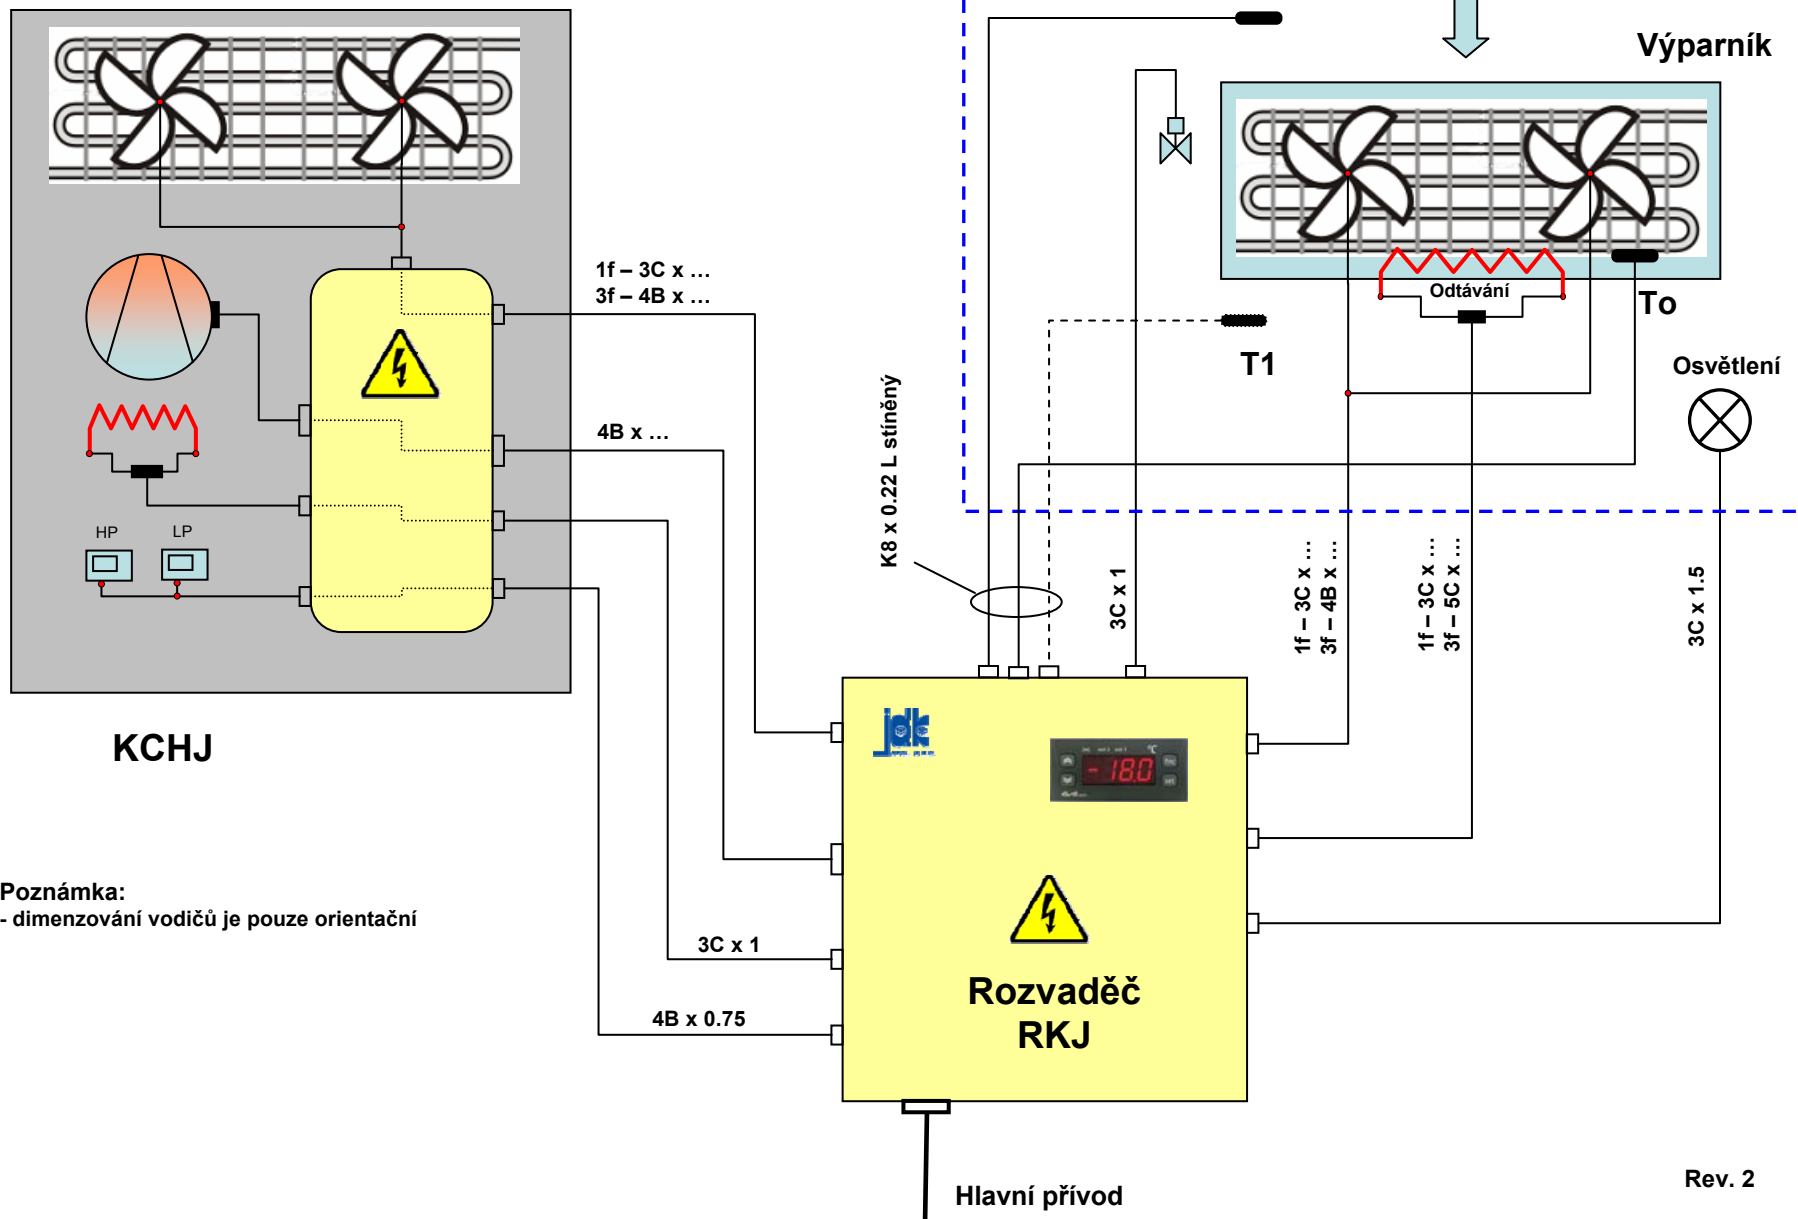 Výparník
1f – 3C x ...
3f – 4B x ...
Odtávání
To
T1
Osvětlení
K8 x 0.22 L stíněný
4B x ...
HP
LP
3C x 1
1f – 3C x ...
3f – 4B x ...
1f – 3C x ...
3f – 5C x ...
3C x 1.5
KCHJ
jdk
°C
-18.0
set
Poznámka:
- dimenzování vodičů je pouze orientační
3C x 1
4B x 0.75
Rozvaděč
RKJ
Hlavní přívod
Rev. 2